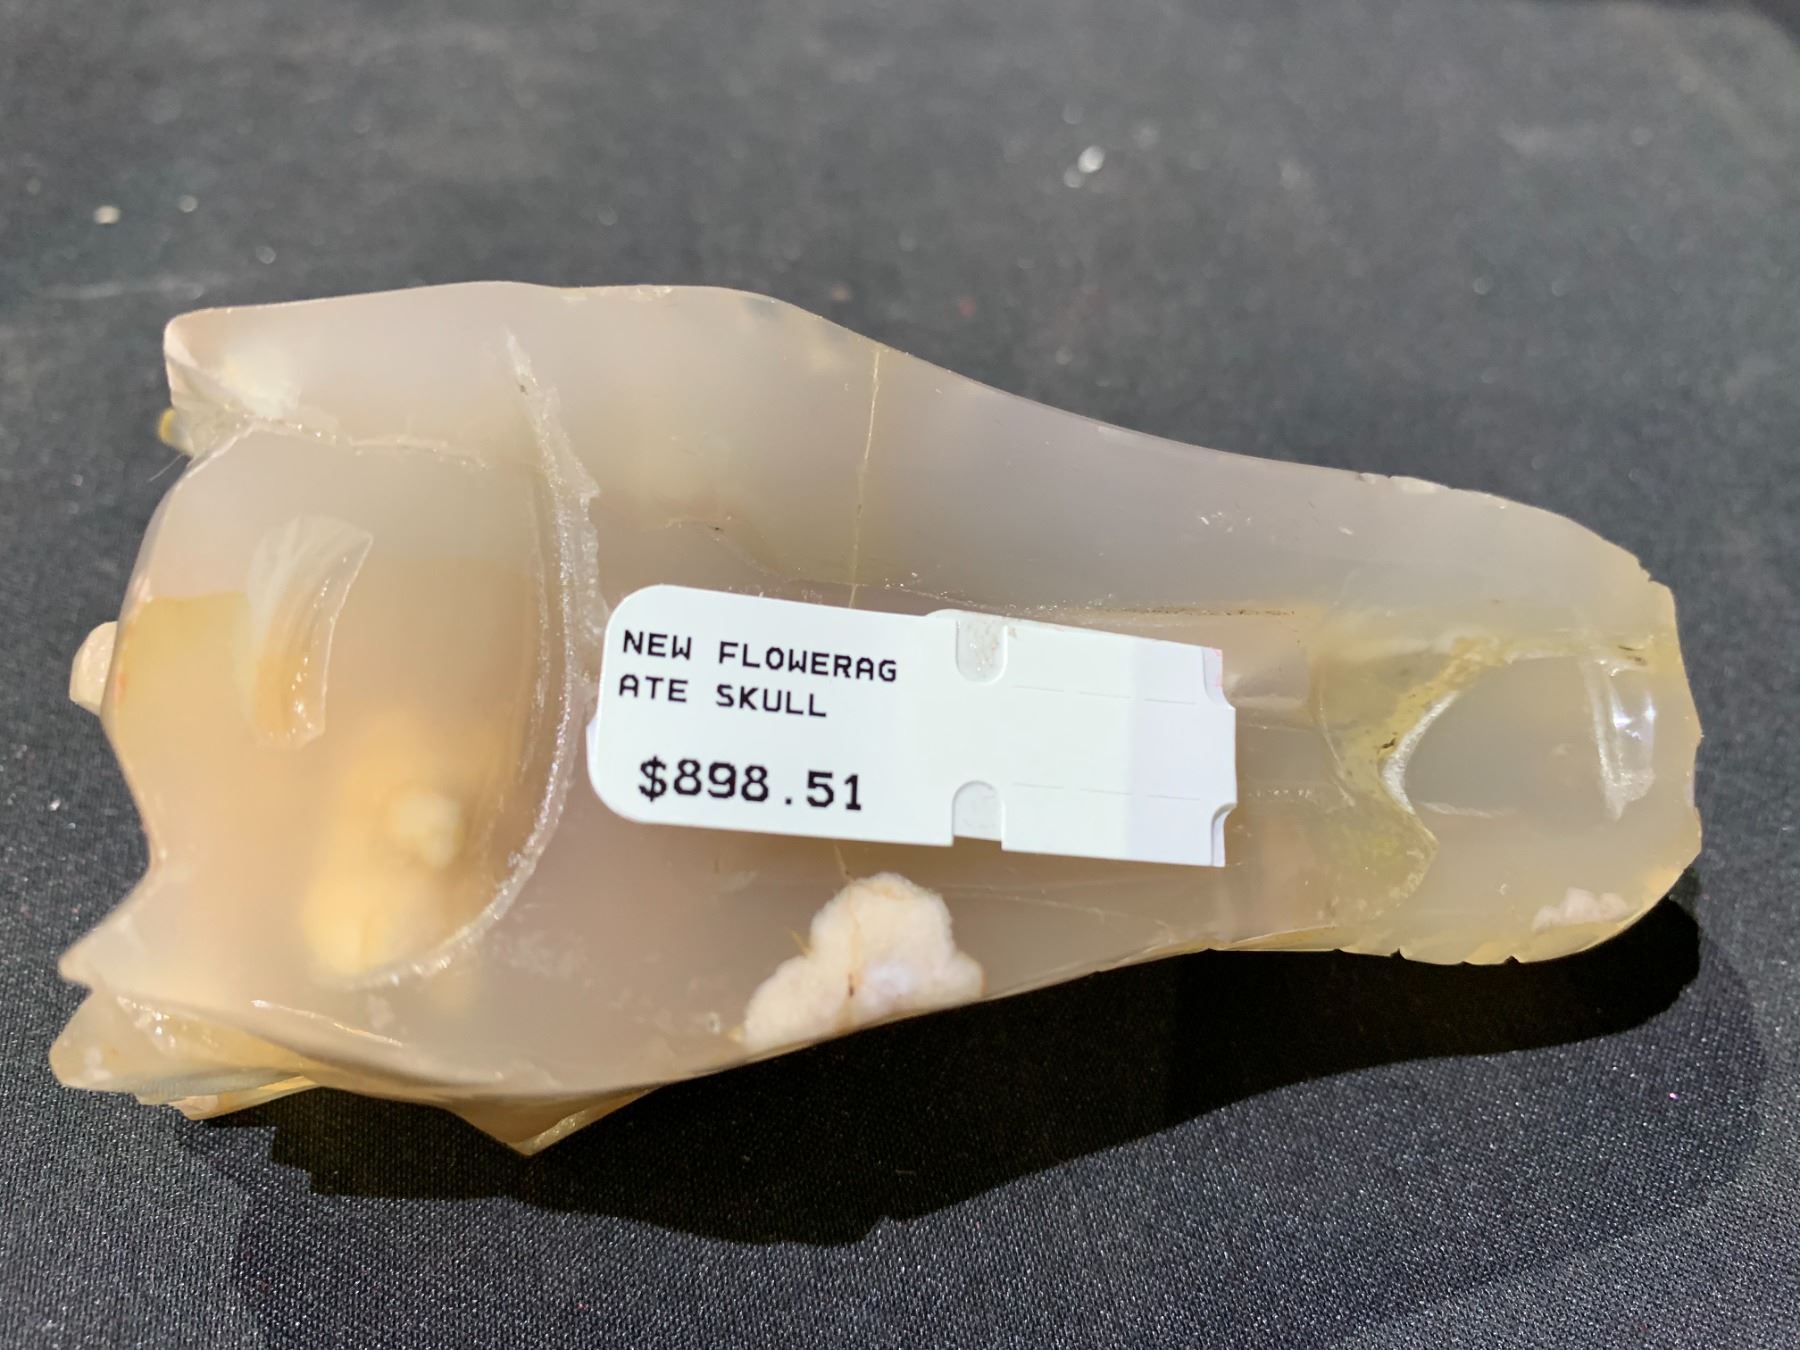 NEW FLOWERAG
ATE SKULL
$898.51